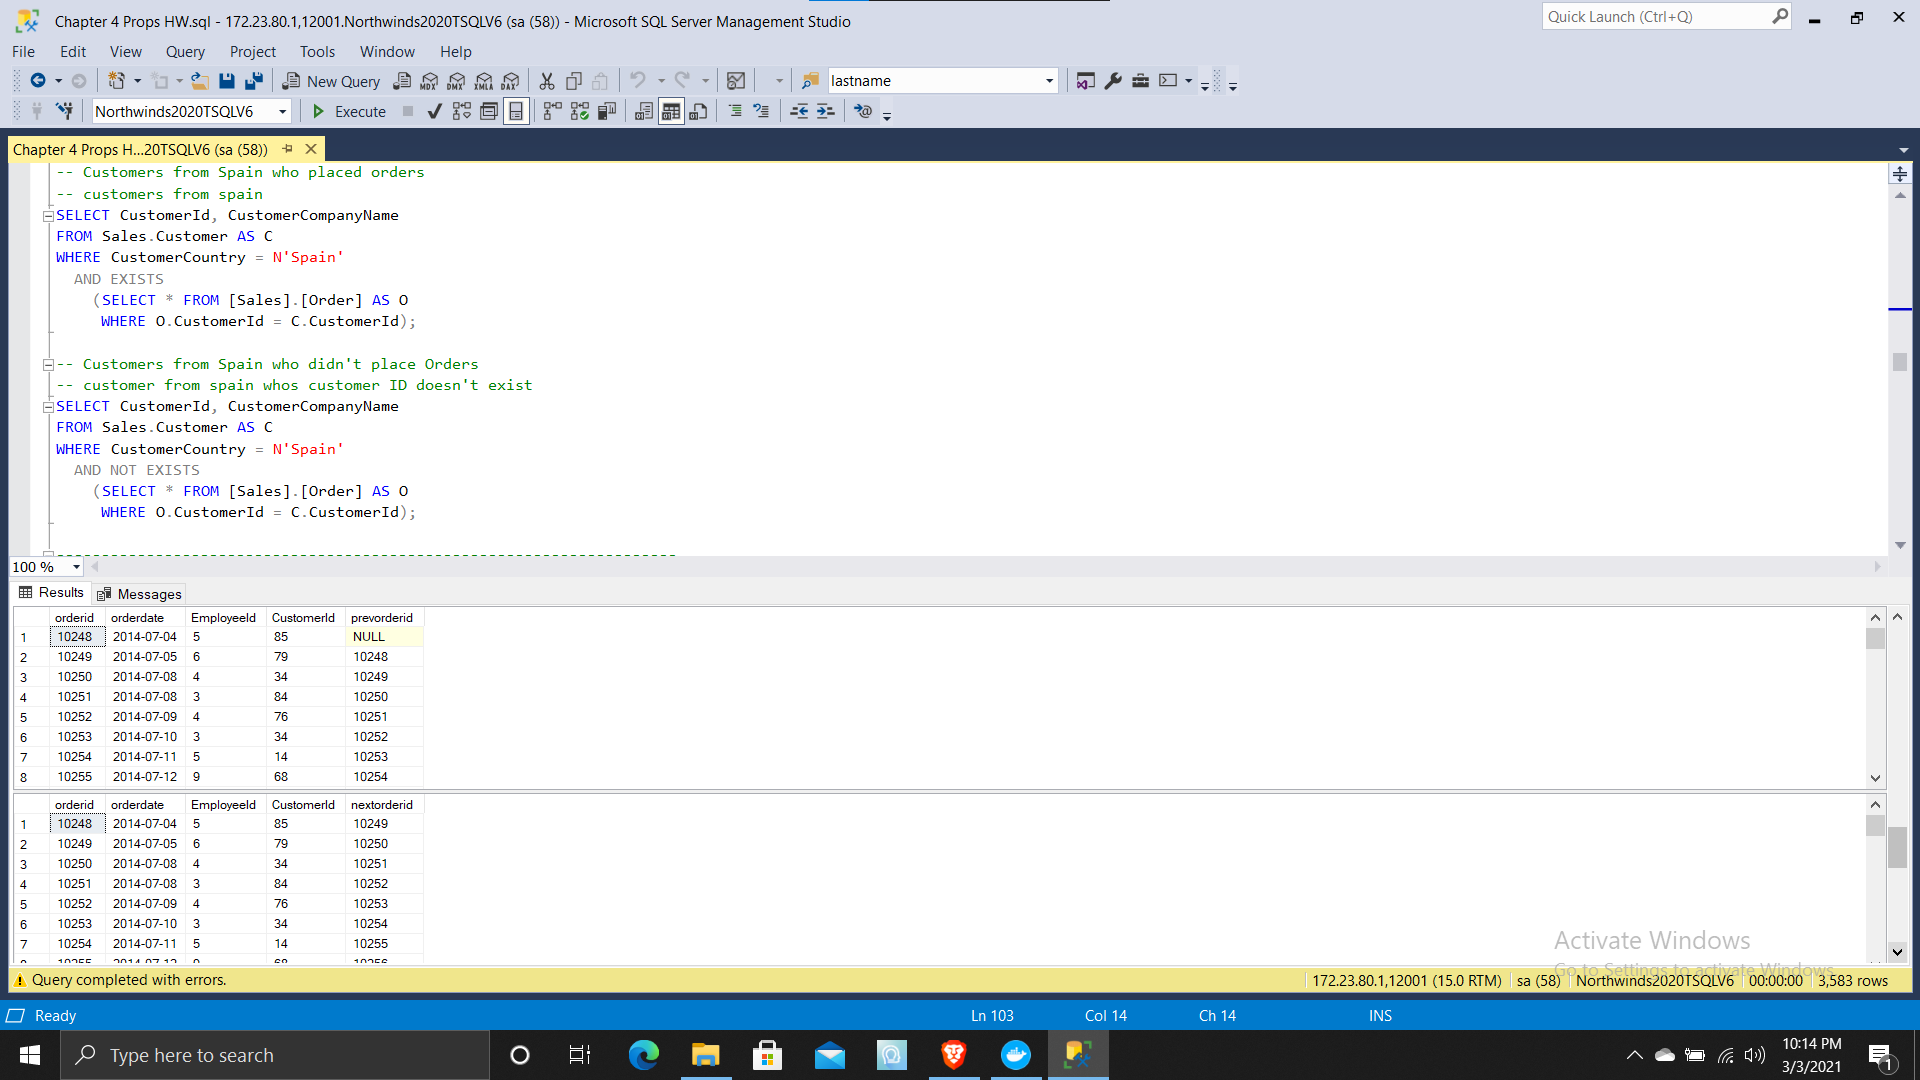 Chapter 4 Props HW.sql - 172.23.80.1,12001.Northwinds2020TSQLV6 (sa (58)) - Microsoft SQL Server Management Studio
Quick Launch (Ctrl+Q)
File Edit View Query Project Tools Window Help
New Query MDX DMX XMLA DAX lastname
Northwinds2020TSQLV6 Execute
Chapter 4 Props H...20TSQLV6 (sa (58))
-- Customers from Spain who placed orders
-- customers from spain
SELECT CustomerId, CustomerCompanyName
FROM Sales.Customer AS C
WHERE CustomerCountry = N'Spain'
AND EXISTS
(SELECT * FROM [Sales].[Order] AS O
WHERE O.CustomerId = C.CustomerId);
-- Customers from Spain who didn't place Orders
-- customer from spain whos customer ID doesn't exist
SELECT CustomerId, CustomerCompanyName
FROM Sales.Customer AS C
WHERE CustomerCountry = N'Spain'
AND NOT EXISTS
(SELECT * FROM [Sales].[Order] AS O
WHERE O.CustomerId = C.CustomerId);
100 %
Results Messages
orderid orderdate EmployeeId CustomerId prevorderid
1 10248 2014-07-04 5 85 NULL
2 10249 2014-07-05 6 79 10248
3 10250 2014-07-08 4 34 10249
4 10251 2014-07-08 3 84 10250
5 10252 2014-07-09 4 76 10251
6 10253 2014-07-10 3 34 10252
7 10254 2014-07-11 5 14 10253
8 10255 2014-07-12 9 68 10254
orderid orderdate EmployeeId CustomerId nextorderid
1 10248 2014-07-04 5 85 10249
2 10249 2014-07-05 6 79 10250
3 10250 2014-07-08 4 34 10251
4 10251 2014-07-08 3 84 10252
5 10252 2014-07-09 4 76 10253
6 10253 2014-07-10 3 34 10254
7 10254 2014-07-11 5 14 10255
Activate Windows
Go to Settings to activate Windows.
Query completed with errors. 172.23.80.1,12001 (15.0 RTM) sa (58) Northwinds2020TSQLV6 00:00:00 3,583 rows
Ready Ln 103 Col 14 Ch 14 INS
Type here to search
10:14 PM
3/3/2021
1